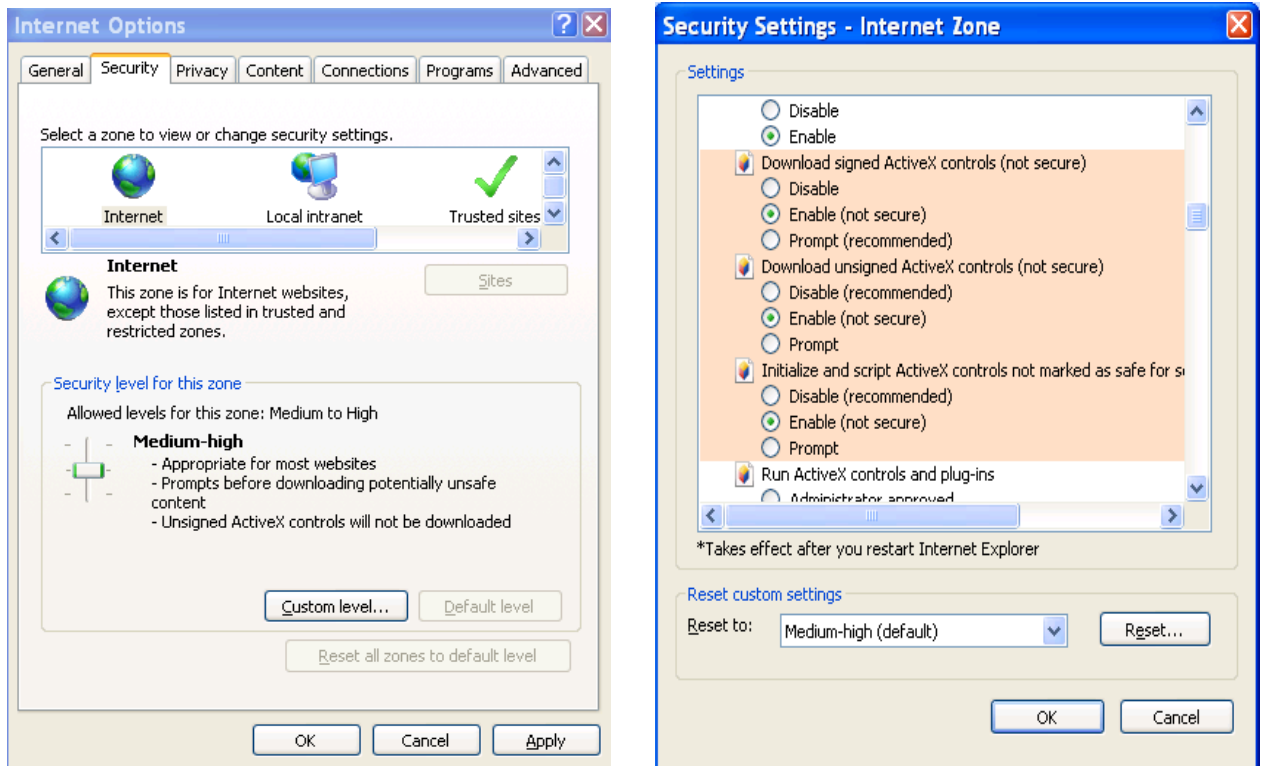 Internet Options
General Security Privacy Content Connections Programs Advanced
Select a zone to view or change security settings.
Internet Local intranet Trusted sites
Internet
Sites
This zone is for Internet websites,
except those listed in trusted and
restricted zones.
Security level for this zone
Allowed levels for this zone: Medium to High
Medium-high
- Appropriate for most websites
- Prompts before downloading potentially unsafe
content
- Unsigned ActiveX controls will not be downloaded
Custom level... Default level
Reset all zones to default level
OK Cancel Apply
Security Settings - Internet Zone
Settings
Disable
Enable
Download signed ActiveX controls (not secure)
Disable
Enable (not secure)
Prompt (recommended)
Download unsigned ActiveX controls (not secure)
Disable (recommended)
Enable (not secure)
Prompt
Initialize and script ActiveX controls not marked as safe for
Disable (recommended)
Enable (not secure)
Prompt
Run ActiveX controls and plug-ins
Administrator approved
*Takes effect after you restart Internet Explorer
Reset custom settings
Reset to: Medium-high (default) Reset...
OK Cancel